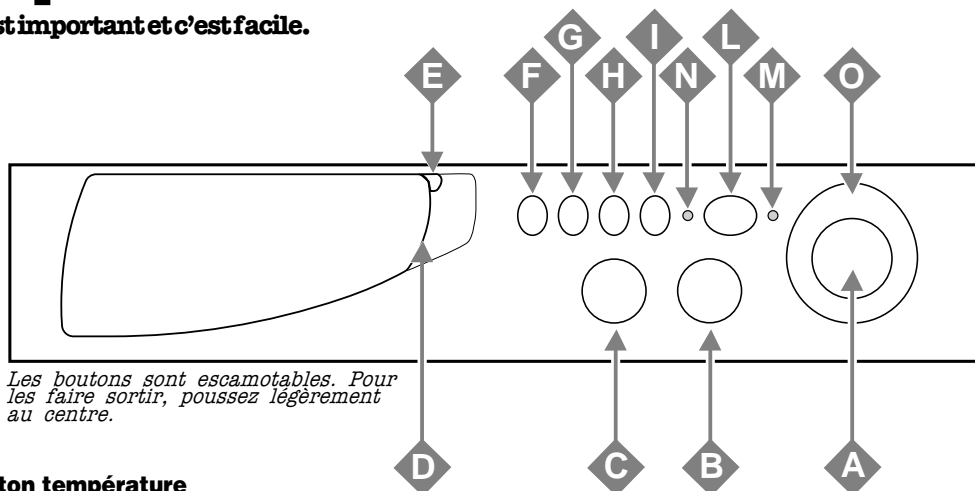 st important et c’est facile.
G I L
E F H N M O
Les boutons sont escamotables. Pour
les faire sortir, poussez légèrement
au centre.
D C B A
ton température